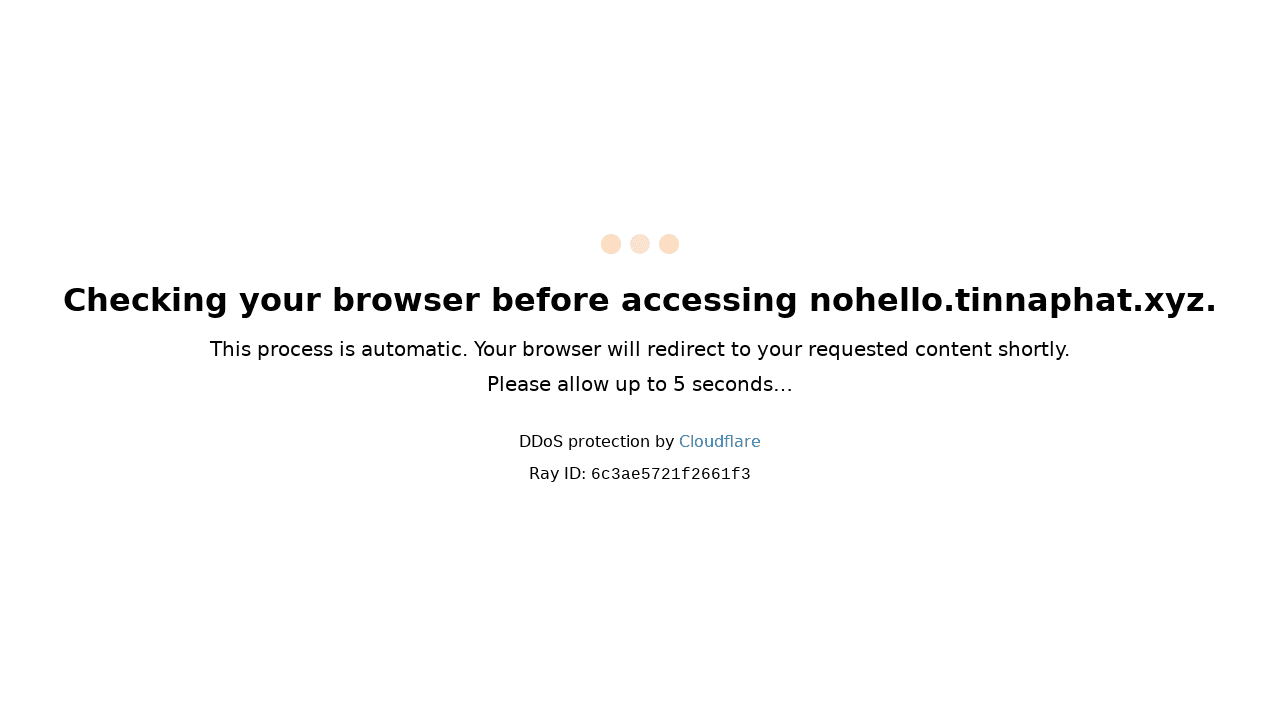 Checking your browser before accessing nohello.tinnaphat.xyz.
This process is automatic. Your browser will redirect to your requested content shortly.
Please allow up to 5 seconds…
DDoS protection by Cloudflare
Ray ID: 6c3ae5721f2661f3